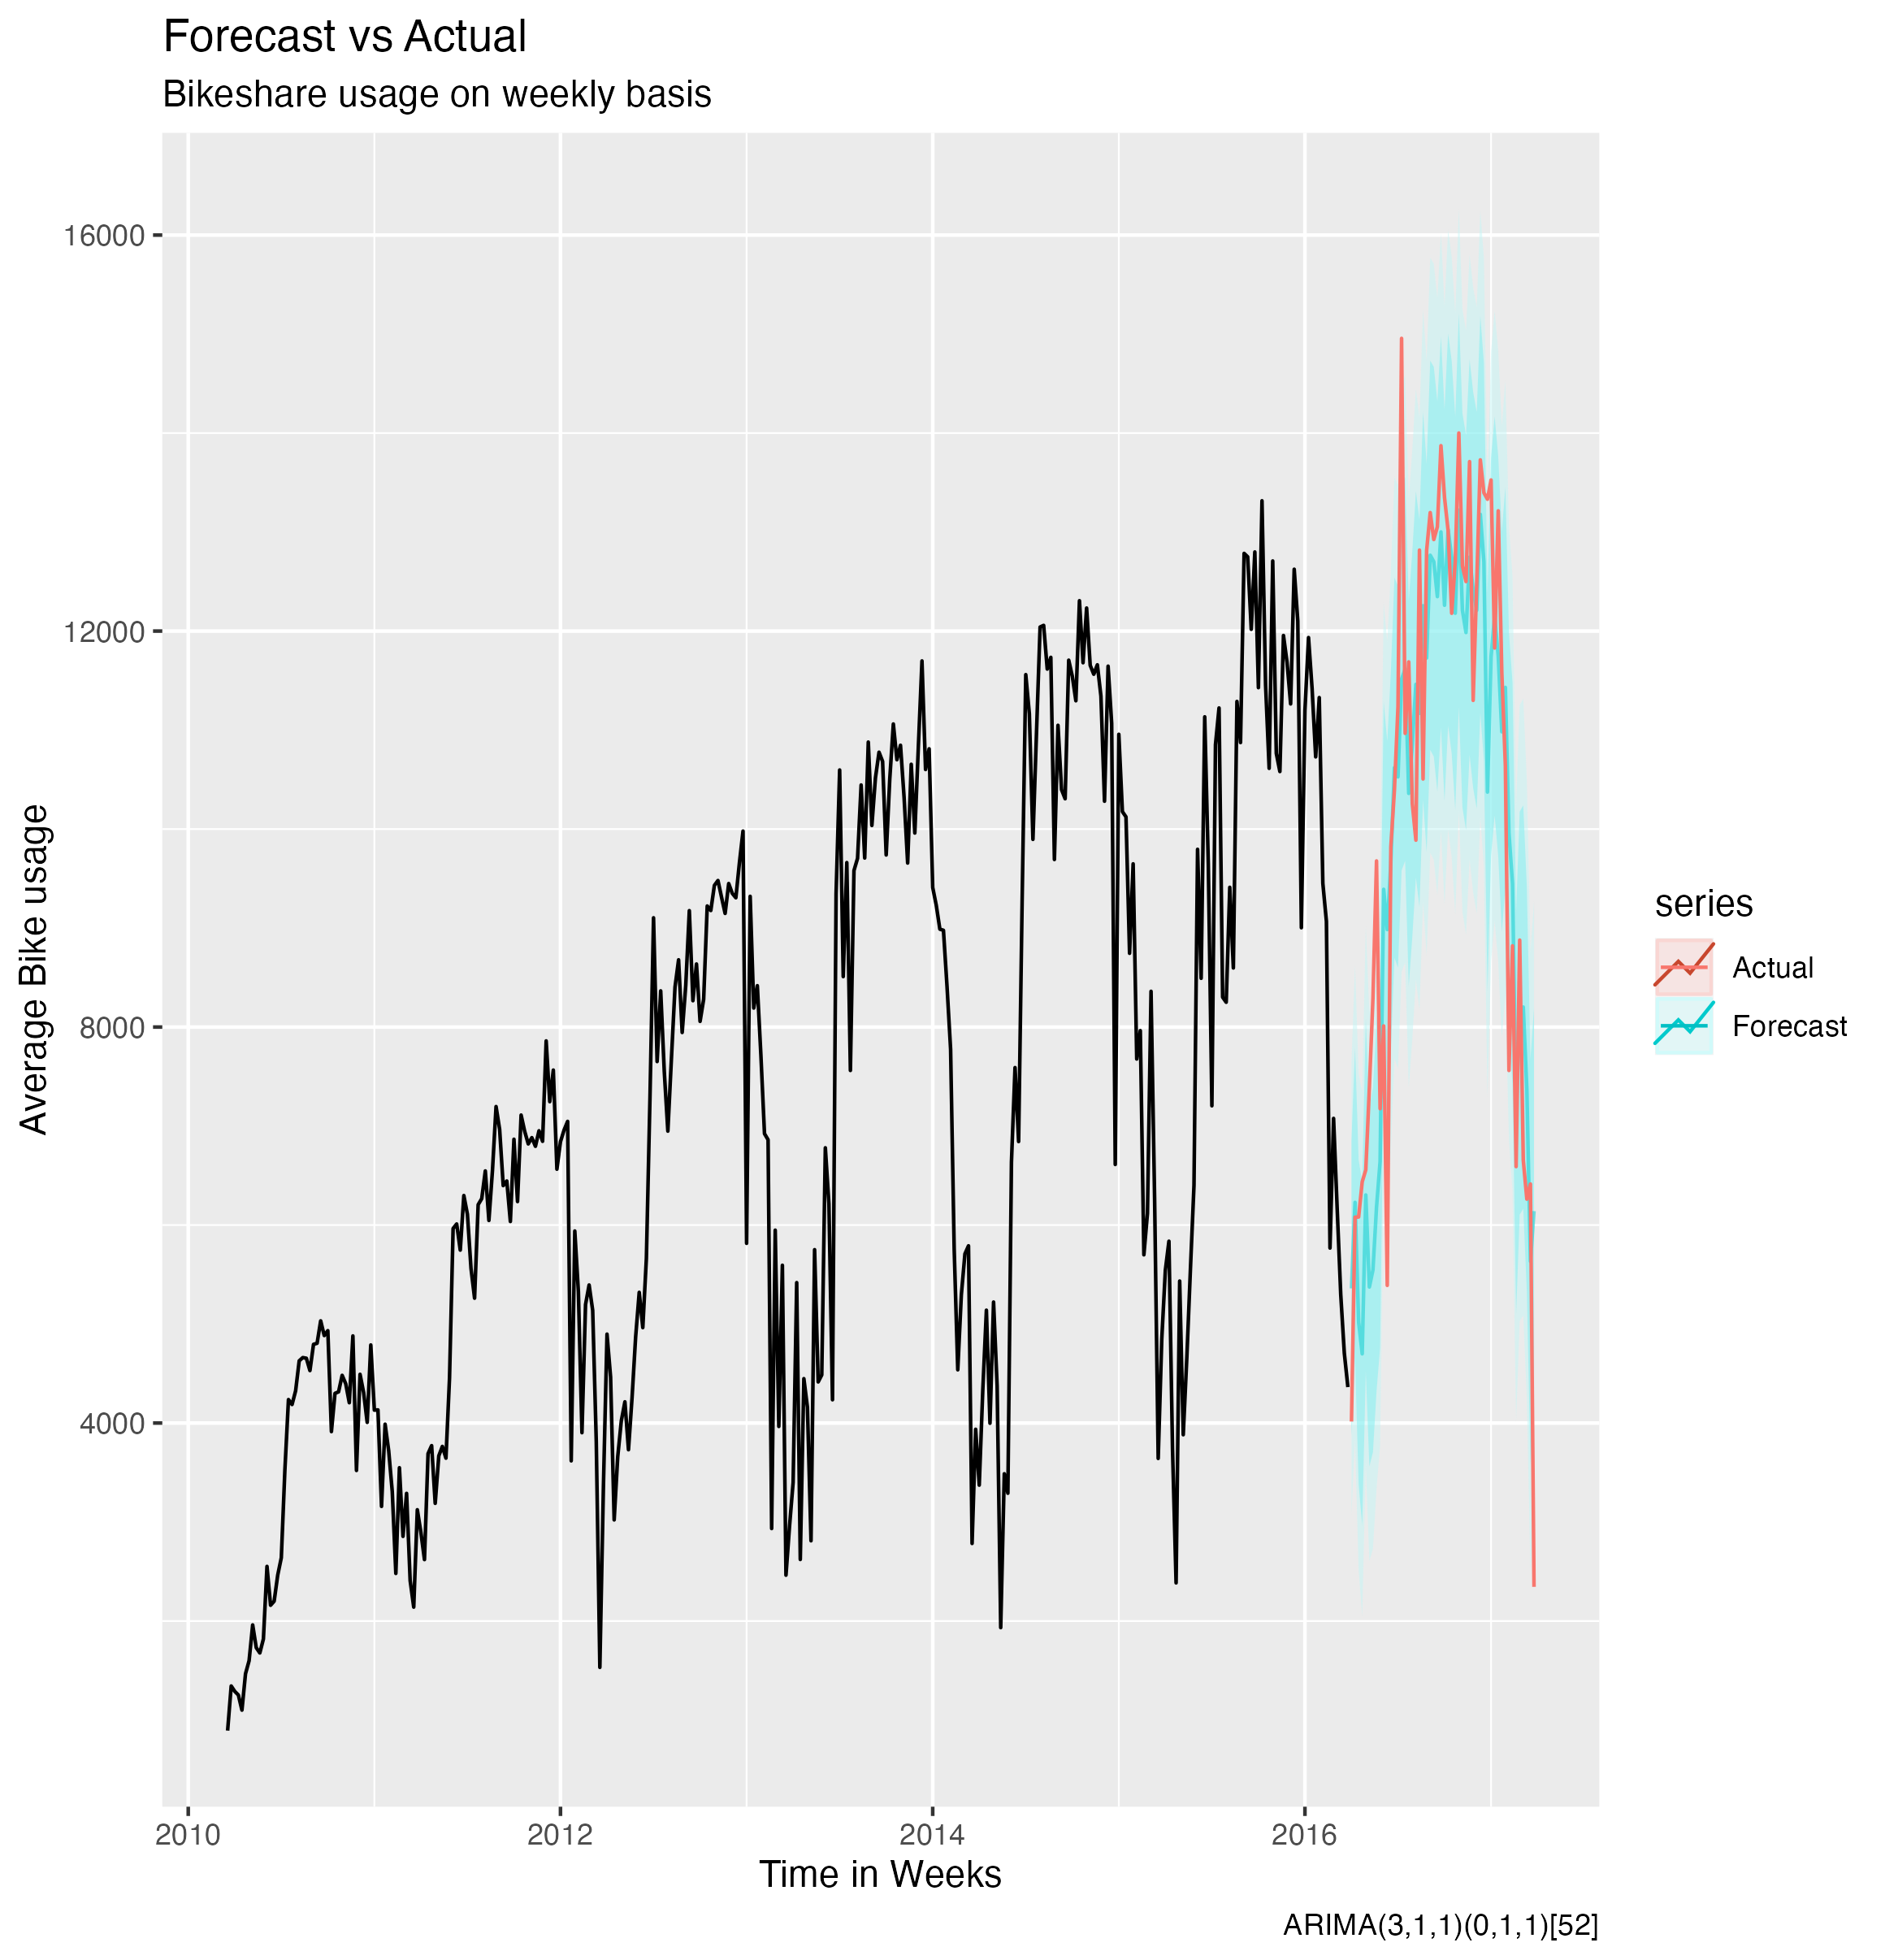 Forecast vs Actual
Bikeshare usage on weekly basis
Average Bike usage
16000
12000
8000
4000
2010
2012
2014
2016
Time in Weeks
series
Actual
Forecast
ARIMA(3,1,1)(0,1,1)[52]